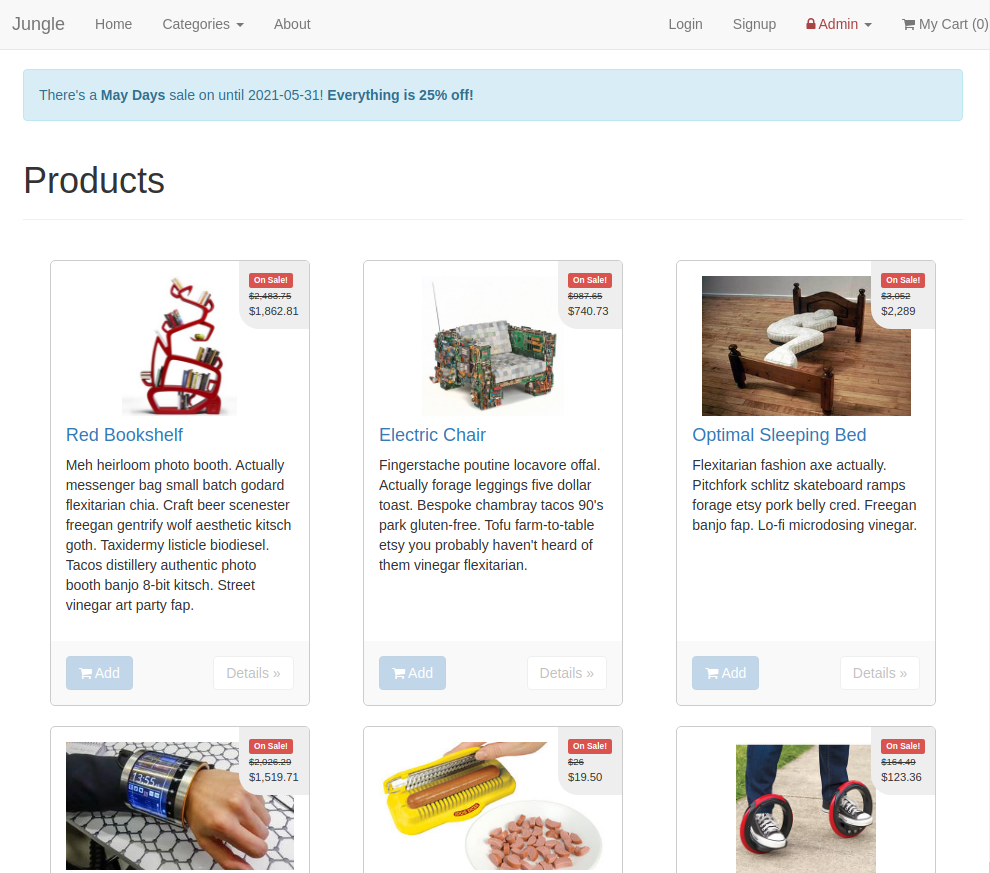 Jungle Home Categories About Login Signup Admin My Cart (0)
There's a May Days sale on until 2021-05-31! Everything is 25% off!
Products
On Sale!
$2,483.75
$1,862.81
Red Bookshelf
Meh heirloom photo booth. Actually
messenger bag small batch godard
flexitarian chia. Craft beer scenester
freegan gentrify wolf aesthetic kitsch
goth. Taxidermy listicle biodiesel.
Tacos distillery authentic photo
booth banjo 8-bit kitsch. Street
vinegar art party fap.
Add Details »
On Sale!
$987.65
$740.73
Electric Chair
Fingerstache poutine locavore offal.
Actually forage leggings five dollar
toast. Bespoke chambray tacos 90's
park gluten-free. Tofu farm-to-table
etsy you probably haven't heard of
them vinegar flexitarian.
Add Details »
On Sale!
$3,052
$2,289
Optimal Sleeping Bed
Flexitarian fashion axe actually.
Pitchfork schlitz skateboard ramps
forage etsy pork belly cred. Freegan
banjo fap. Lo-fi microdosing vinegar.
Add Details »
On Sale!
$2,026.29
$1,519.71
13:55
On Sale!
$26
$19.50
On Sale!
$164.49
$123.36